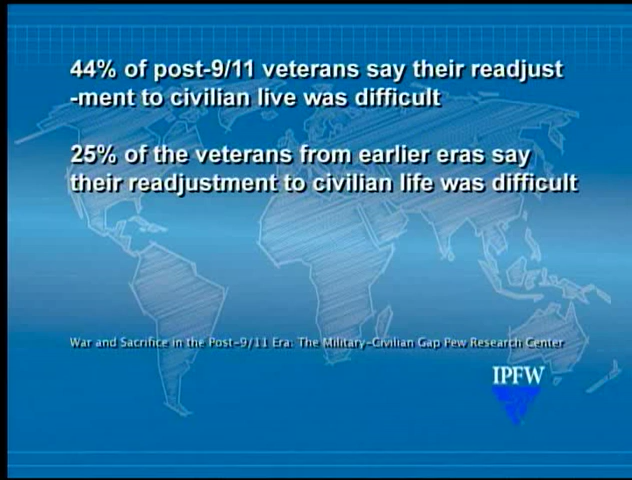 44% of post-9/11 veterans say their readjust
-ment to civilian live was difficult
25% of the veterans from earlier eras say
their readjustment to civilian life was difficult
War and Sacrifice in the Post-9/11 Era: The Military-Civilian Gap Pew Research Center
IPFW